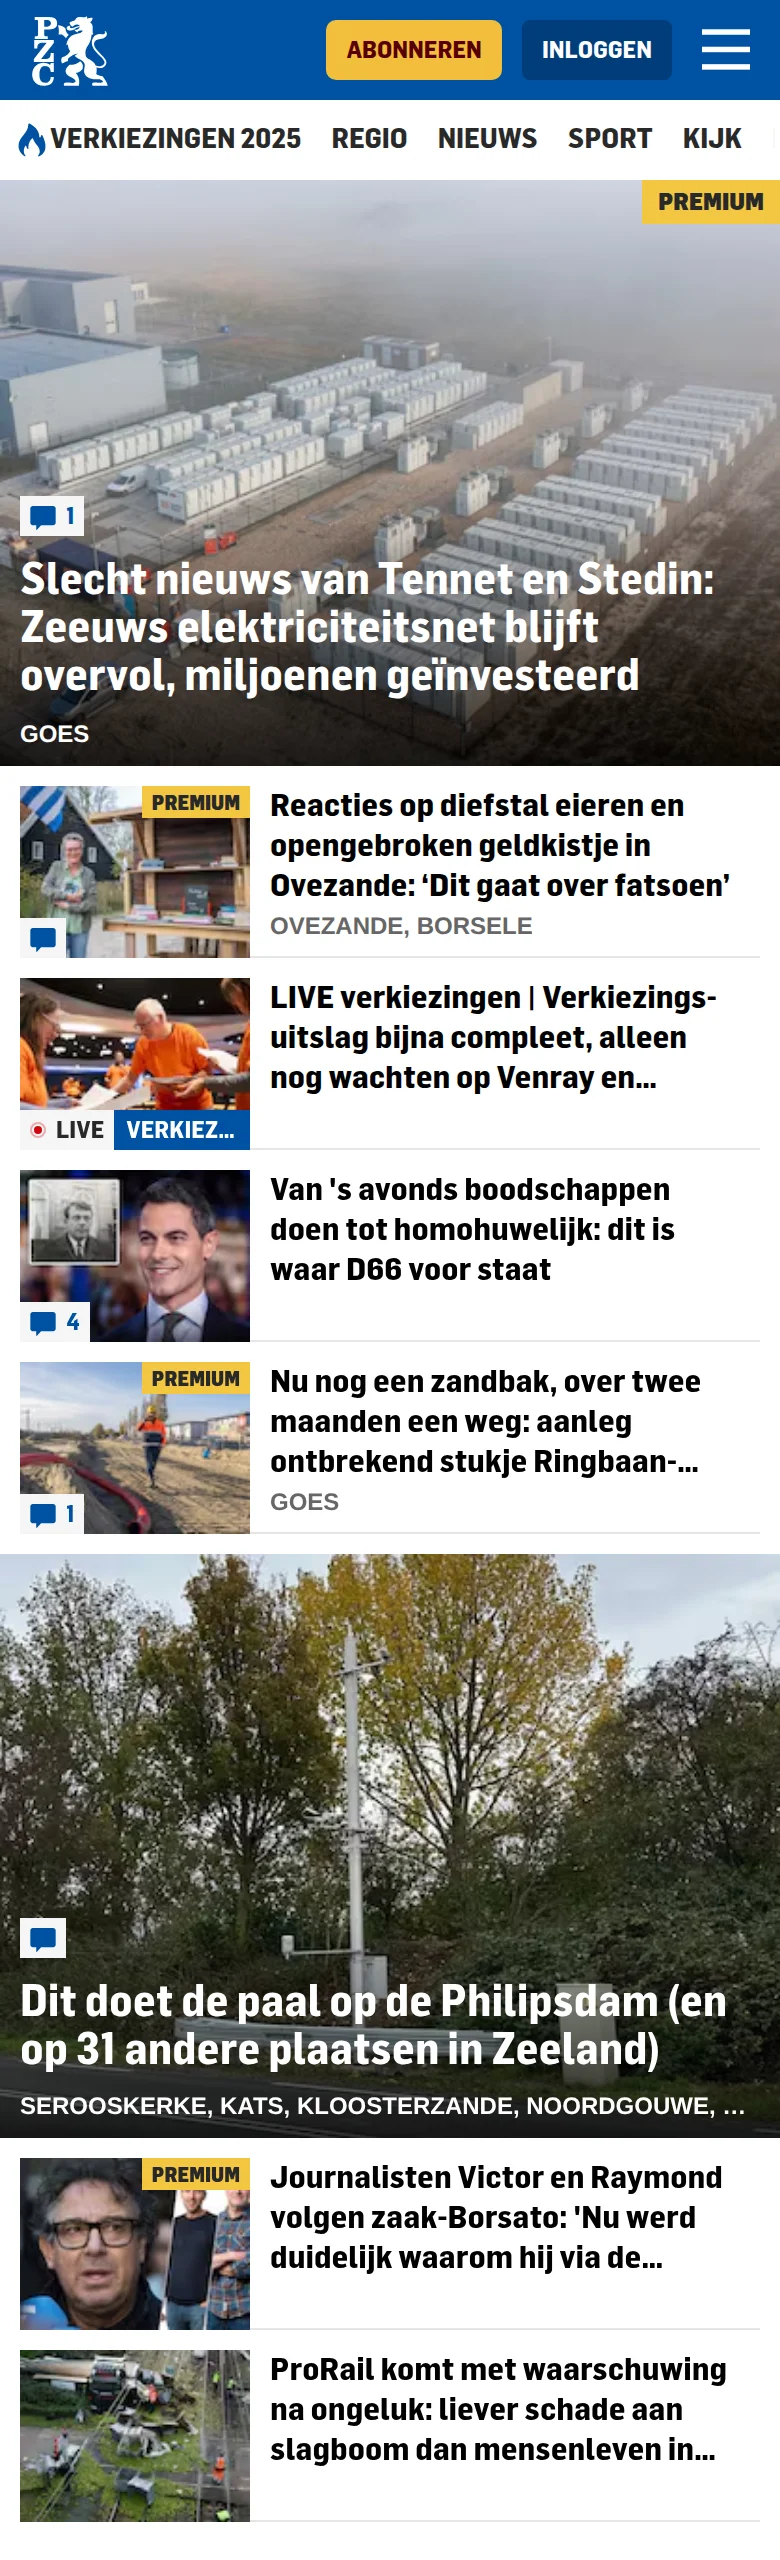 PZC
ABONNEREN
INLOGGEN
VERKIEZINGEN 2025
REGIO
NIEUWS
SPORT
KIJK
PREMIUM
1
Slecht nieuws van Tennet en Stedin:
Zeeuws elektriciteitsnet blijft
overvol, miljoenen geïnvesteerd
GOES
PREMIUM
Reacties op diefstal eieren en
opengebroken geldkistje in
Ovezande: ‘Dit gaat over fatsoen’
OVEZANDE, BORSELE
LIVE verkiezingen | Verkiezings-
uitslag bijna compleet, alleen
nog wachten op Venray en...
LIVE
VERKIEZ...
Van 's avonds boodschappen
doen tot homohuwelijk: dit is
waar D66 voor staat
4
PREMIUM
Nu nog een zandbak, over twee
maanden een weg: aanleg
ontbrekend stukje Ringbaan-...
GOES
1
Dit doet de paal op de Philipsdam (en
op 31 andere plaatsen in Zeeland)
SEROOSKERKE, KATS, KLOOSTERZANDE, NOORDGOUWE, ...
PREMIUM
Journalisten Victor en Raymond
volgen zaak-Borsato: 'Nu werd
duidelijk waarom hij via de...
ProRail komt met waarschuwing
na ongeluk: liever schade aan
slagboom dan mensenleven in...